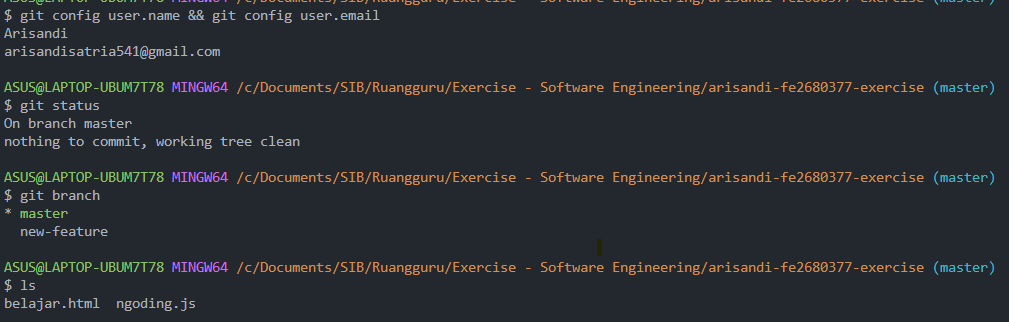 $ git config user.name && git config user.email
Arisandi
arisandisatria541@gmail.com
ASUS@LAPTOP-UBUM7T78 MINGW64 /c/Documents/SIB/Ruangguru/Exercise - Software Engineering/arisandi-fe2680377-exercise (master)
$ git status
On branch master
nothing to commit, working tree clean
ASUS@LAPTOP-UBUM7T78 MINGW64 /c/Documents/SIB/Ruangguru/Exercise - Software Engineering/arisandi-fe2680377-exercise (master)
$ git branch
* master
  new-feature
ASUS@LAPTOP-UBUM7T78 MINGW64 /c/Documents/SIB/Ruangguru/Exercise - Software Engineering/arisandi-fe2680377-exercise (master)
$ ls
belajar.html  ngoding.js